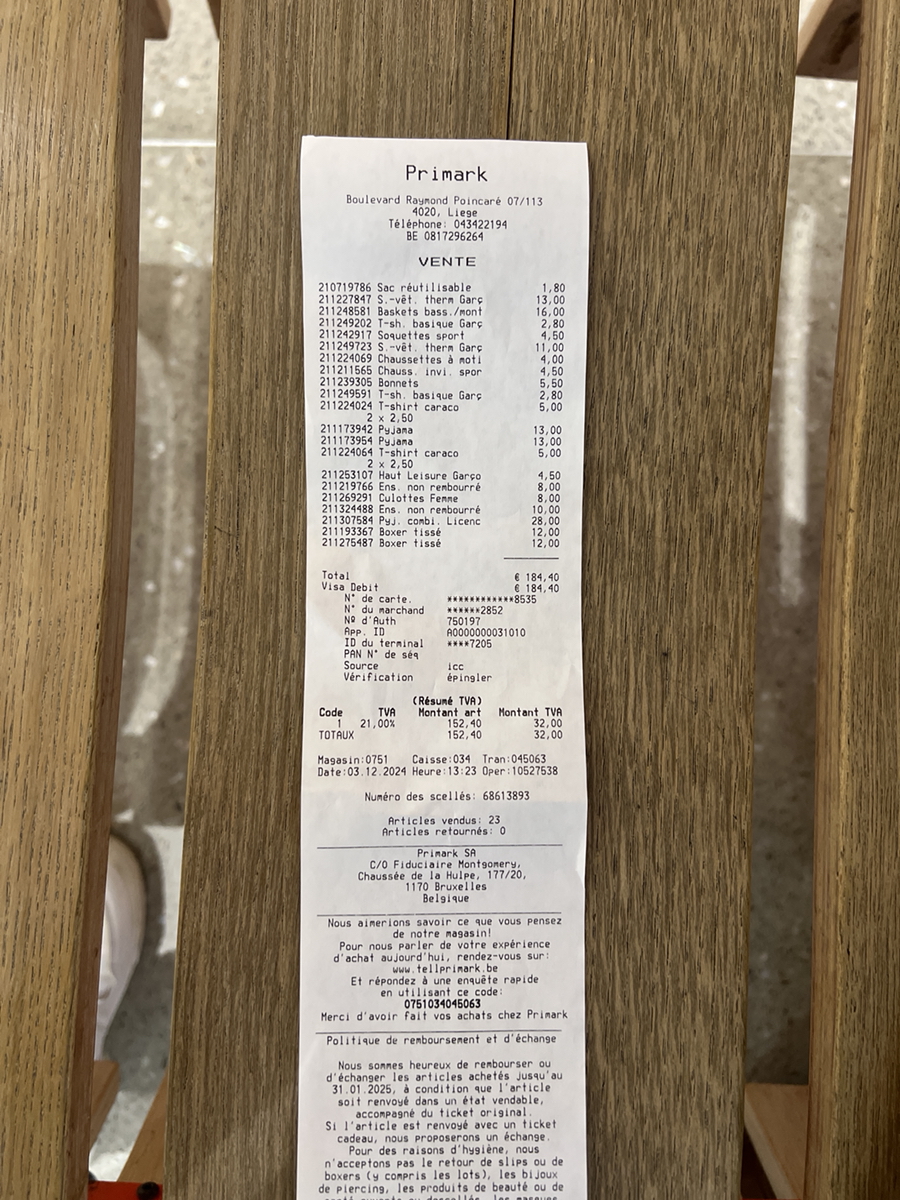 Primark
Boulevard Raymond Poincaré 07/113
4020, Liege
Téléphone: 043422194
BE 0817296264
VENTE
210719786 Sac réutilisable 1,80
211227847 S.-vêt. therm Garç 13,00
211248581 Baskets bass./mont 16,00
211249202 T-sh. basique Garç 2,80
211242917 Soquettes sport 4,50
211249723 S.-vêt. therm Garç 11,00
211224069 Chaussettes à moti 4,00
211211565 Chauss. invi. spor 4,50
211239305 Bonnets 5,50
211249591 T-sh. basique Garç 2,80
211224024 T-shirt caraco 5,00
2 x 2,50
211173942 Pyjama 13,00
211173954 Pyjama 13,00
211224064 T-shirt caraco 5,00
2 x 2,50
211253107 Haut Leisure Garço 4,50
211219766 Ens. non rembourré 8,00
211269291 Culottes Femme 8,00
211324488 Ens. non rembourré 10,00
211307584 Pyj. combi. Licenc 28,00
211193367 Boxer tissé 12,00
211275487 Boxer tissé 12,00
Total € 184,40
Visa Debit € 184,40
N° de carte. ************8535
N° du marchand ******2852
Nº d'Auth 750197
App. ID A0000000031010
ID du terminal ****7205
PAN N° de séq
Source icc
Vérification épingler
(Résumé TVA)
Code TVA Montant art Montant TVA
1 21,00% 152,40 32,00
TOTAUX 152,40 32,00
Magasin:0751 Caisse:034 Tran:045063
Date:03.12.2024 Heure:13:23 Oper:10527538
Numéro des scellés: 68613893
Articles vendus: 23
Articles retournés: 0
Primark SA
C/O Fiduciaire Montgomery,
Chaussée de la Hulpe, 177/20,
1170 Bruxelles
Belgique
Nous aimerions savoir ce que vous pensez
de notre magasin!
Pour nous parler de votre expérience
d'achat aujourd'hui, rendez-vous sur:
www.tellprimark.be
Et répondez à une enquête rapide
en utilisant ce code:
0751034045063
Merci d'avoir fait vos achats chez Primark
Politique de remboursement et d'échange
Nous sommes heureux de rembourser ou
d'échanger les articles achetés jusqu'au
31.01.2025, à condition que l'article
soit renvoyé dans un état vendable,
accompagné du ticket original.
Si l'article est renvoyé avec un ticket
cadeau, nous proposerons un échange.
Pour des raisons d'hygiène, nous
n'acceptons pas le retour de slips ou de
boxers (y compris les lots), les bijoux
de piercing, les produits de beauté ou de